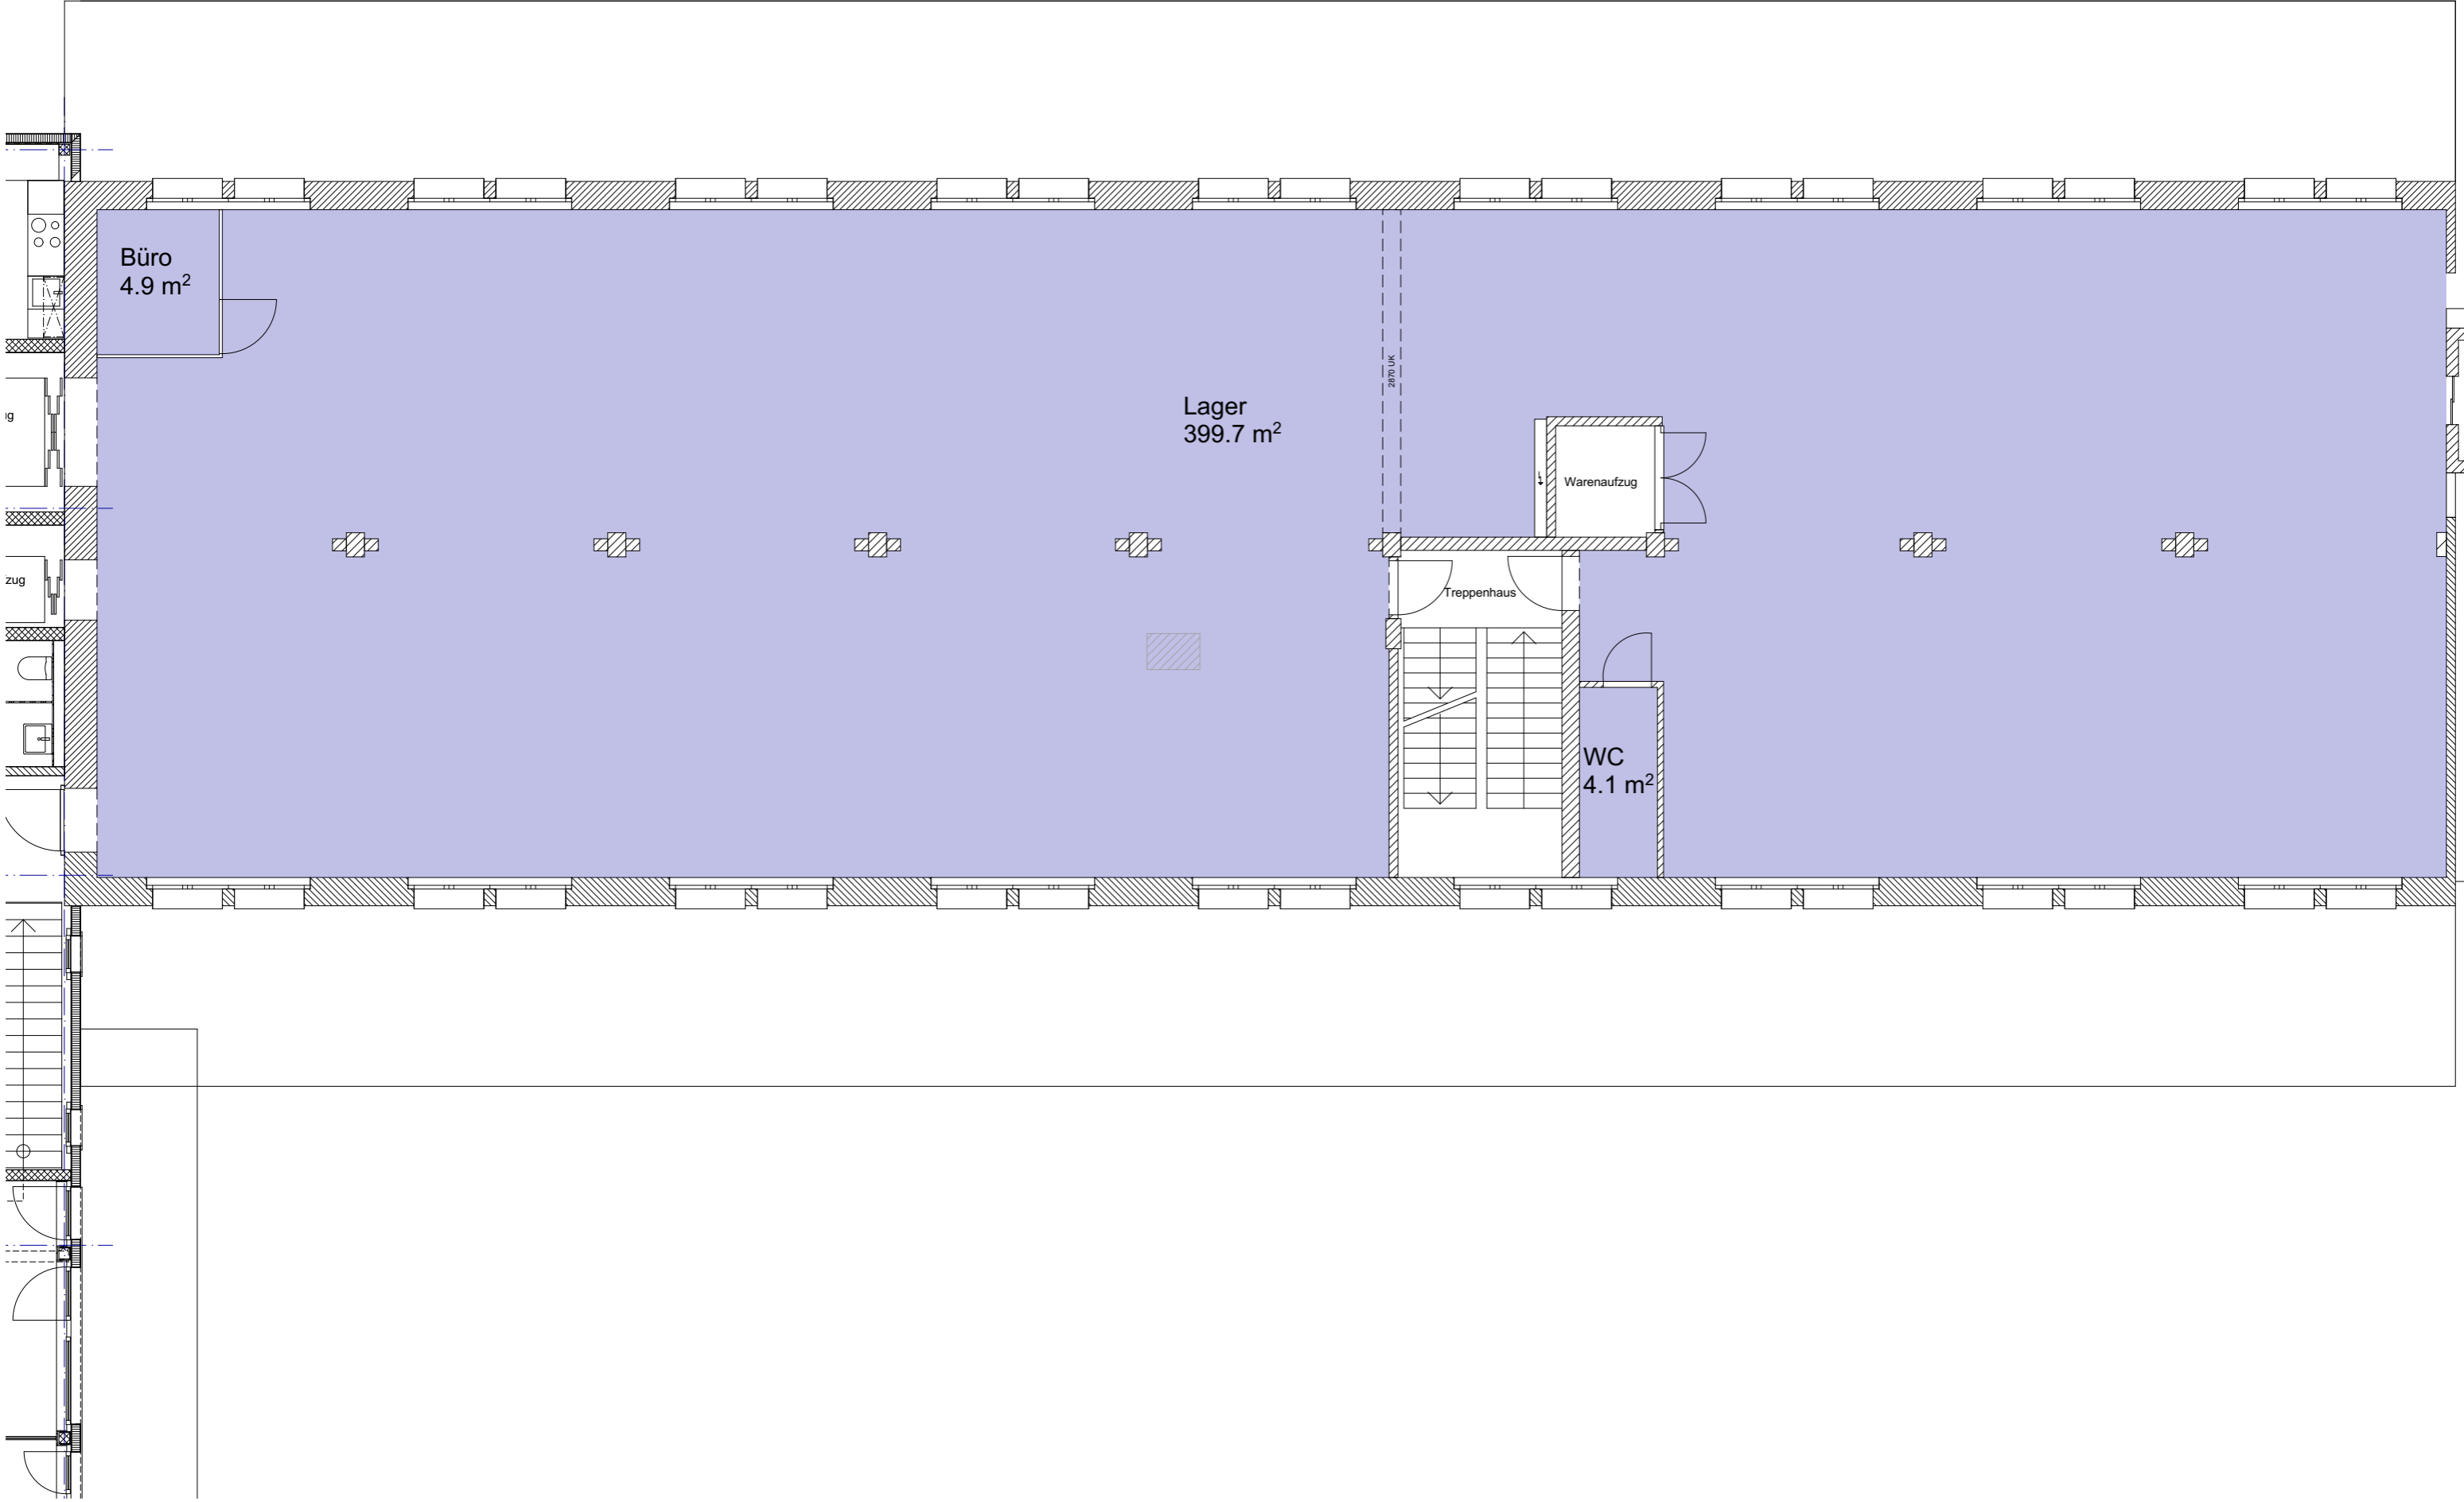 Büro
4.9 m²
Lager
399.7 m²
2870 UK
Warenaufzug
Treppenhaus
WC
4.1 m²
zug